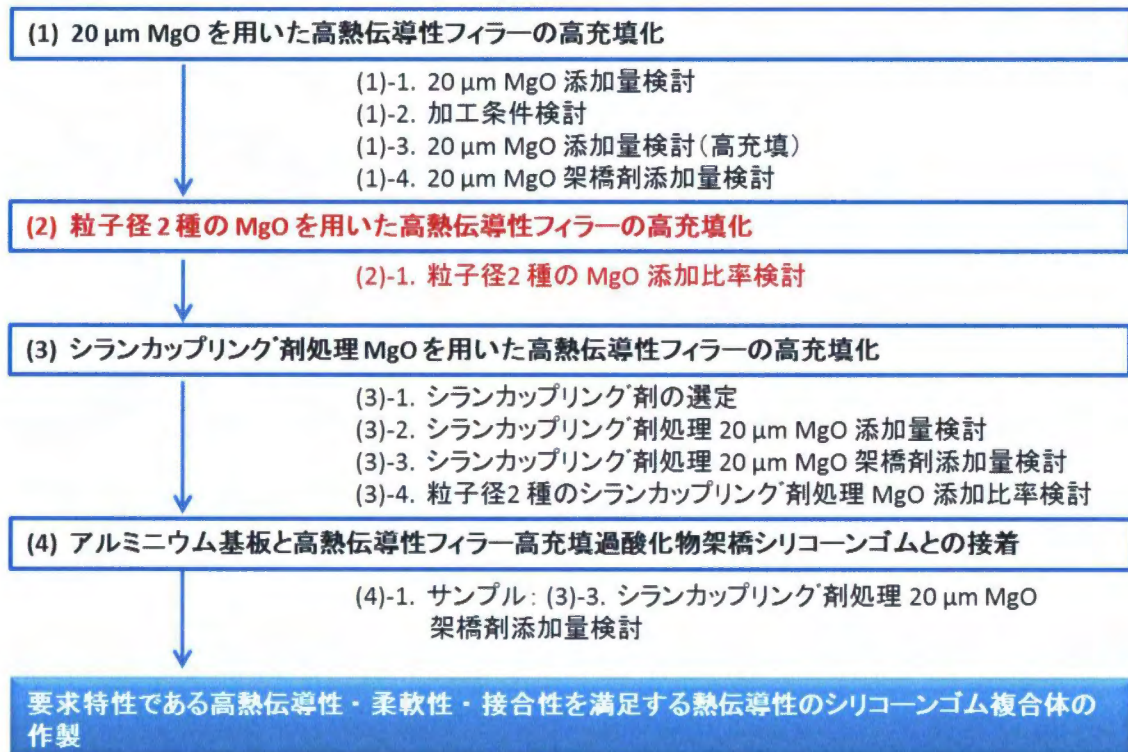 (1) 20 µm MgO を用いた高熱伝導性フィラーの高充填化
(1)-1. 20 µm MgO 添加量検討
(1)-2. 加工条件検討
(1)-3. 20 µm MgO 添加量検討(高充填)
(1)-4. 20 µm MgO 架橋剤添加量検討
(2) 粒子径 2 種の MgO を用いた高熱伝導性フィラーの高充填化
(2)-1. 粒子径2 種の MgO 添加比率検討
(3) シランカップリング剤処理 MgO を用いた高熱伝導性フィラーの高充填化
(3)-1. シランカップリング剤の選定
(3)-2. シランカップリング剤処理 20 µm MgO 添加量検討
(3)-3. シランカップリング剤処理 20 µm MgO 架橋剤添加量検討
(3)-4. 粒子径2 種のシランカップリング剤処理 MgO 添加比率検討
(4) アルミニウム基板と高熱伝導性フィラー高充填過酸化物架橋シリコーンゴムとの接着
(4)-1. サンプル: (3)-3. シランカップリング剤処理 20 µm MgO
架橋剤添加量検討
要求特性である高熱伝導性・柔軟性・接合性を満足する熱伝導性のシリコーンゴム複合体の
作製